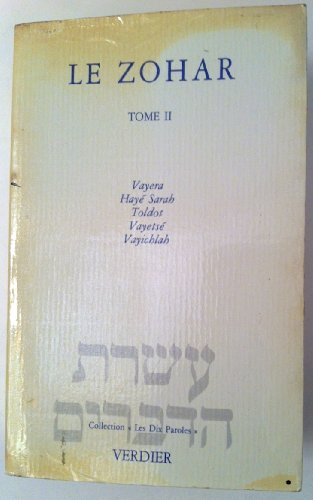 LE ZOHAR
TOME II
Vayera
Hayé Sarah
Toldot
Vayetsé
Vayichlah
עשרת
הדברים
Collection « Les Dix Paroles »
VERDIER